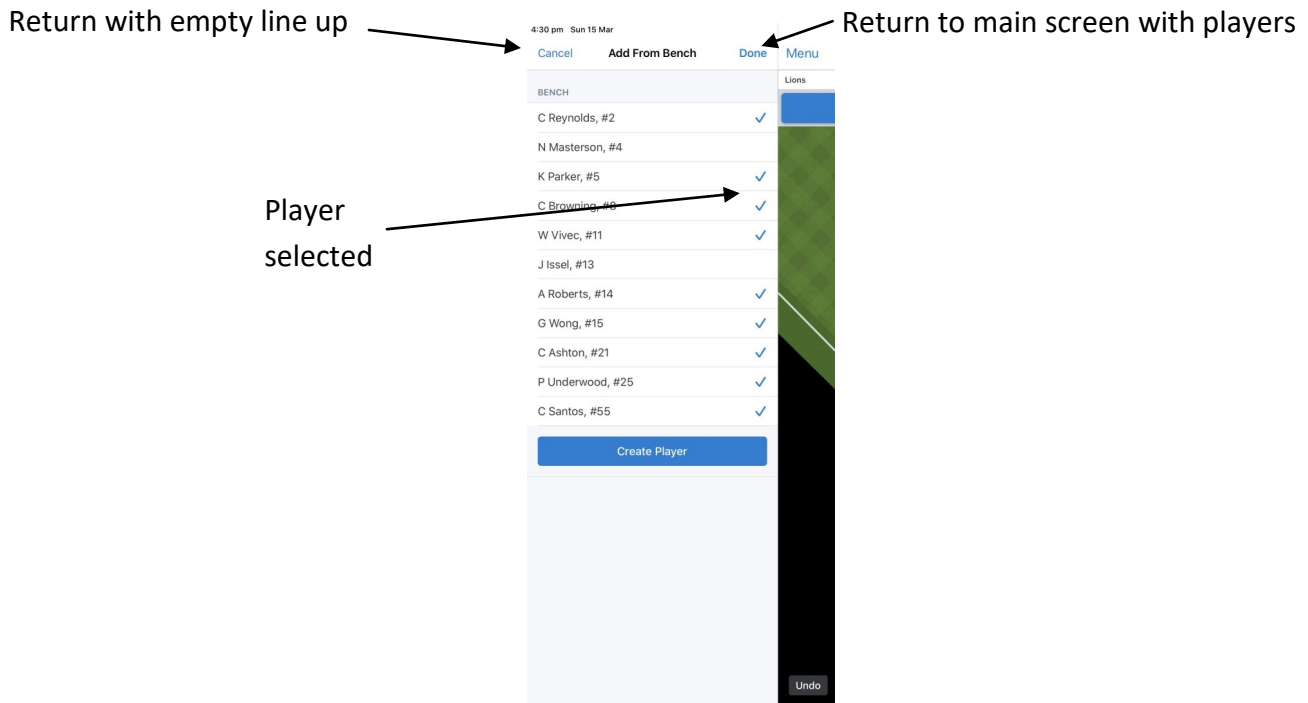 Return with empty line up
Return to main screen with players
4:30 pm Sun 15 Mar
Cancel Add From Bench Done Menu
Lions
BENCH
C Reynolds, #2
N Masterson, #4
K Parker, #5
C Browning, #8
W Vivec, #11
J Issel, #13
A Roberts, #14
G Wong, #15
C Ashton, #21
P Underwood, #25
C Santos, #55
Create Player
Player
selected
Undo